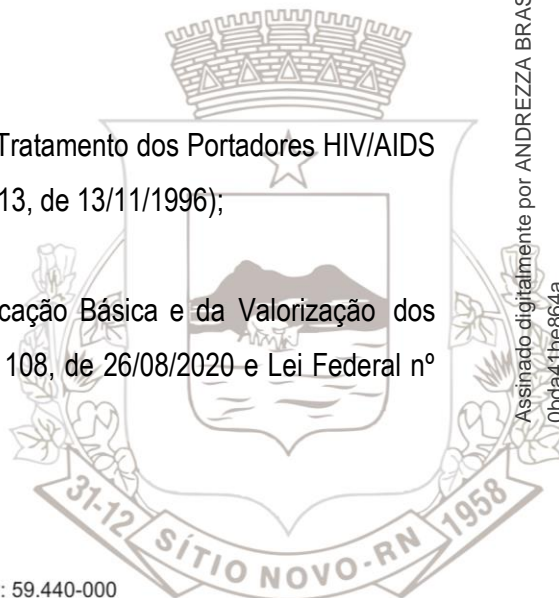 Tratamento dos Portadores HIV/AIDS
13, de 13/11/1996);
cação Básica e da Valorização dos
108, de 26/08/2020 e Lei Federal nº
31-12 SÍTIO NOVO-RN 1958
: 59.440-000
Assinado digitalmente por ANDREZZA BRAS
0bda41be864a